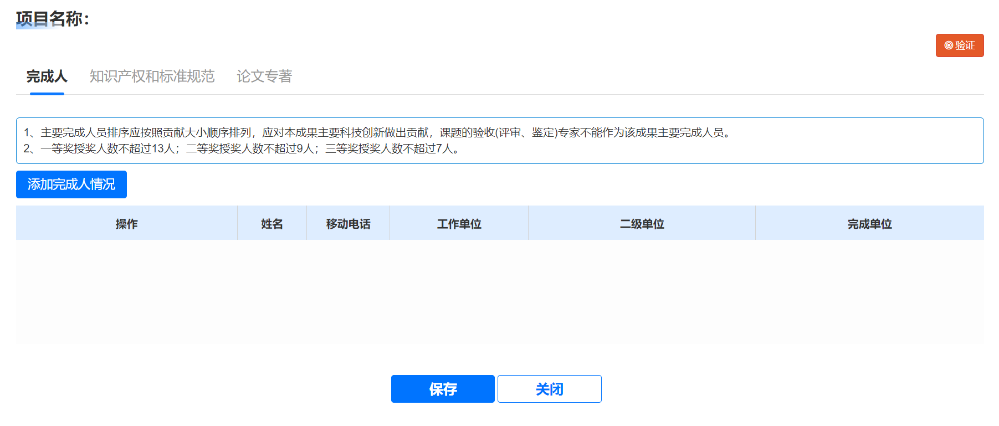 项目名称：
验证
完成人 知识产权和标准规范 论文专著
1、主要完成人员排序应按照贡献大小顺序排列，应对本成果主要科技创新做出贡献，课题的验收(评审、鉴定)专家不能作为该成果主要完成人员。
2、一等奖授奖人数不超过13人；二等奖授奖人数不超过9人；三等奖授奖人数不超过7人。
添加完成人情况
操作 姓名 移动电话 工作单位 二级单位 完成单位
保存 关闭